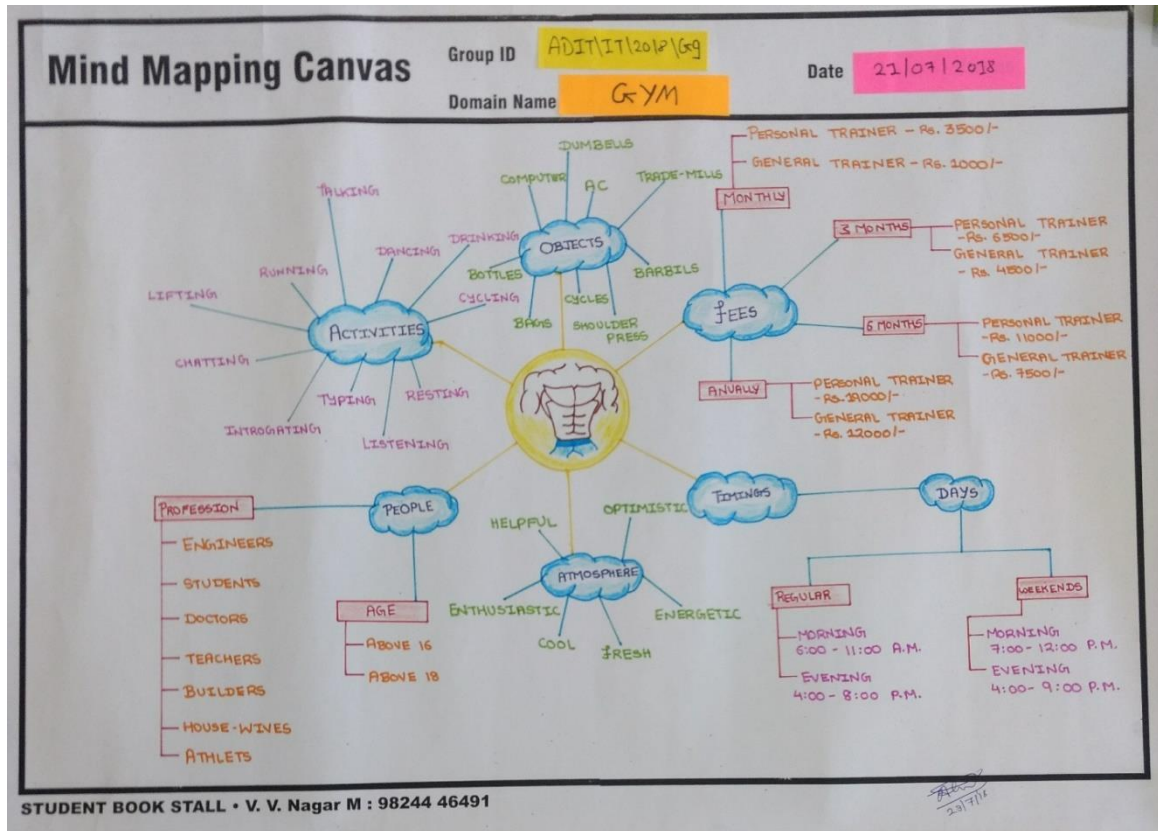 Mind Mapping Canvas
Group ID
ADIT\IT\2018\G9
Domain Name
GYM
Date
21/07/2018
ACTIVITIES
TALKING
DANCING
DRINKING
RUNNING
LIFTING
CYCLING
CHATTING
TYPING
RESTING
INTROGATING
LISTENING
OBJECTS
DUMBELLS
COMPUTER
AC
TRADE-MILLS
BOTTLES
BARBILS
BAGS
CYCLES
SHOULDER
PRESS
FEES
MONTHLY
PERSONAL TRAINER - Rs. 3500/-
GENERAL TRAINER - Rs. 1000/-
3 MONTHS
PERSONAL TRAINER
-Rs. 6500/-
GENERAL TRAINER
- Rs. 4500/-
6 MONTHS
PERSONAL TRAINER
-Rs. 11000/-
GENERAL TRAINER
-Rs. 7500/-
ANUALLY
PERSONAL TRAINER
-Rs. 19000/-
GENERAL TRAINER
-Rs. 12000/-
PEOPLE
PROFESSION
ENGINEERS
STUDENTS
DOCTORS
TEACHERS
BUILDERS
HOUSE-WIVES
ATHLETS
AGE
ABOVE 16
ABOVE 18
ATMOSPHERE
HELPFUL
OPTIMISTIC
ENTHUSIASTIC
ENERGETIC
COOL
FRESH
TIMINGS
DAYS
REGULAR
MORNING
6:00 - 11:00 A.M.
EVENING
4:00 - 8:00 P.M.
WEEKENDS
MORNING
7:00 - 12:00 P.M.
EVENING
4:00 - 9:00 P.M.
STUDENT BOOK STALL • V. V. Nagar M : 98244 46491